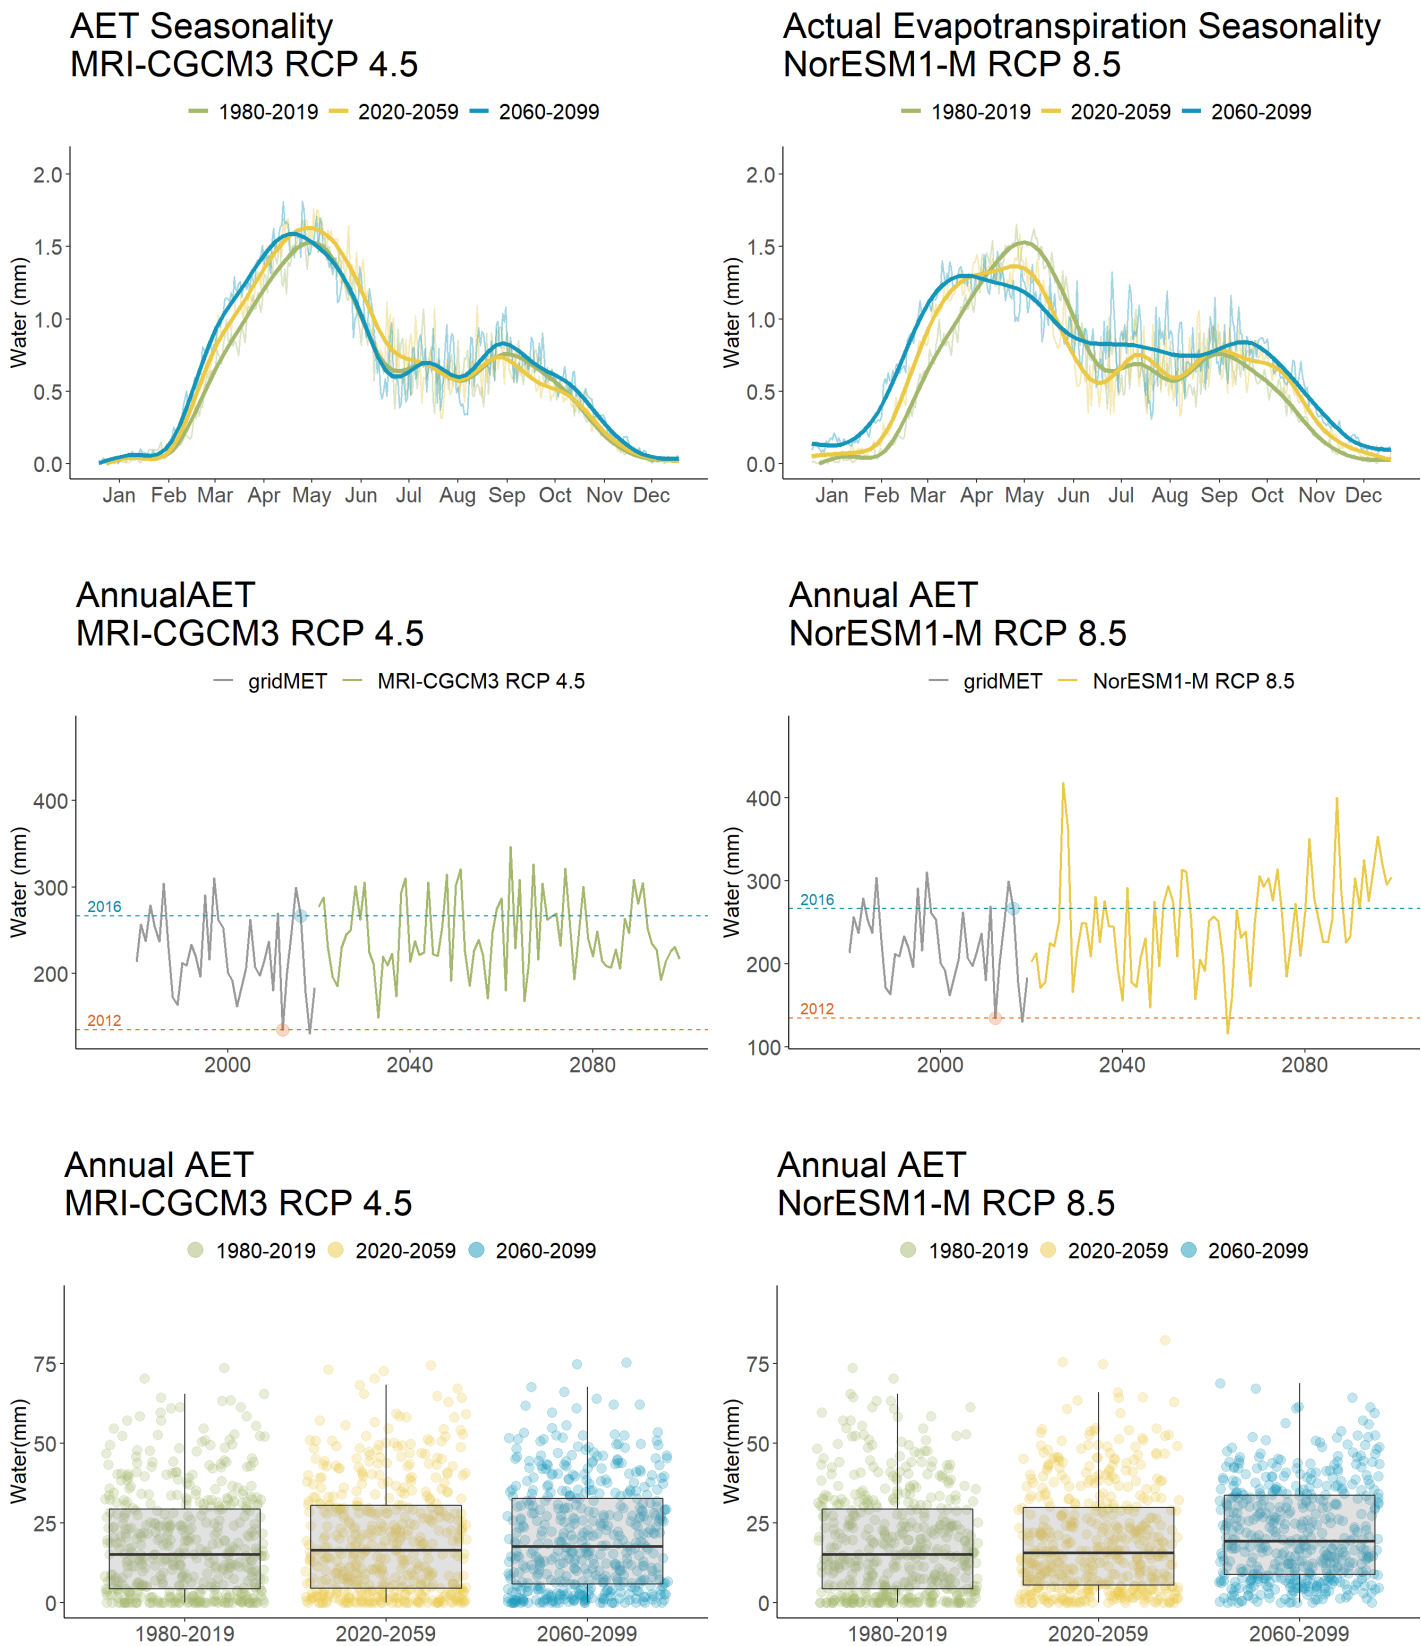 AET Seasonality
MRI-CGCM3 RCP 4.5
1980-2019 2020-2059 2060-2099
Water (mm)
2.0
1.5
1.0
0.5
0.0
Jan Feb Mar Apr May Jun Jul Aug Sep Oct Nov Dec
Actual Evapotranspiration Seasonality
NorESM1-M RCP 8.5
1980-2019 2020-2059 2060-2099
Water (mm)
2.0
1.5
1.0
0.5
0.0
Jan Feb Mar Apr May Jun Jul Aug Sep Oct Nov Dec
AnnualAET
MRI-CGCM3 RCP 4.5
gridMET MRI-CGCM3 RCP 4.5
Water (mm)
400
300
200
2016
2012
2000 2040 2080
Annual AET
NorESM1-M RCP 8.5
gridMET NorESM1-M RCP 8.5
Water (mm)
400
300
200
100
2016
2012
2000 2040 2080
Annual AET
MRI-CGCM3 RCP 4.5
1980-2019 2020-2059 2060-2099
Water(mm)
75
50
25
0
1980-2019 2020-2059 2060-2099
Annual AET
NorESM1-M RCP 8.5
1980-2019 2020-2059 2060-2099
Water(mm)
75
50
25
0
1980-2019 2020-2059 2060-2099